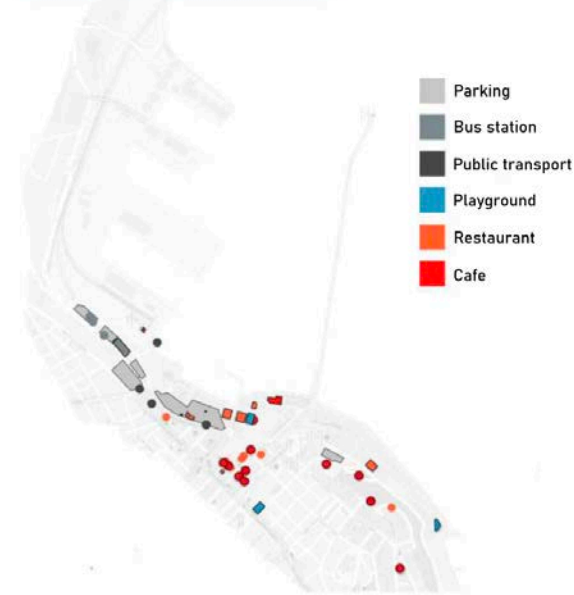 Parking
Bus station
Public transport
Playground
Restaurant
Cafe